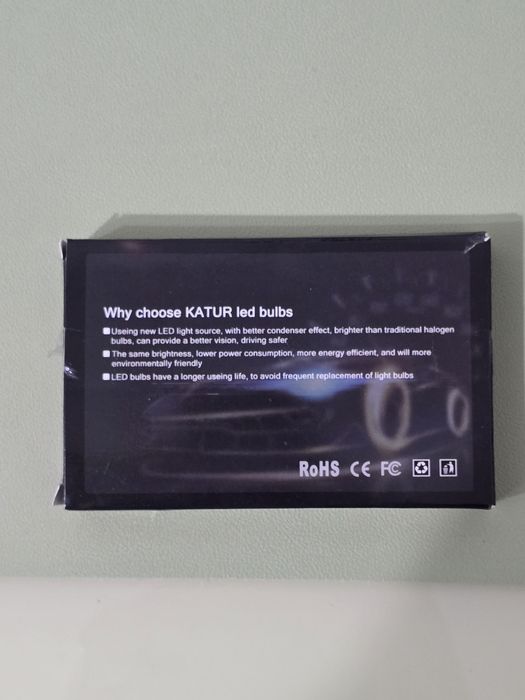 Why choose KATUR led bulbs
Useing new LED light source, with better condenser effect, brighter than traditional halogen
bulbs, can provide a better vision, driving safer
The same brightness, lower power consumption, more energy efficient, and will more
environmentally friendly
LED bulbs have a longer useing life, to avoid frequent replacement of light bulbs
RoHS CE FC